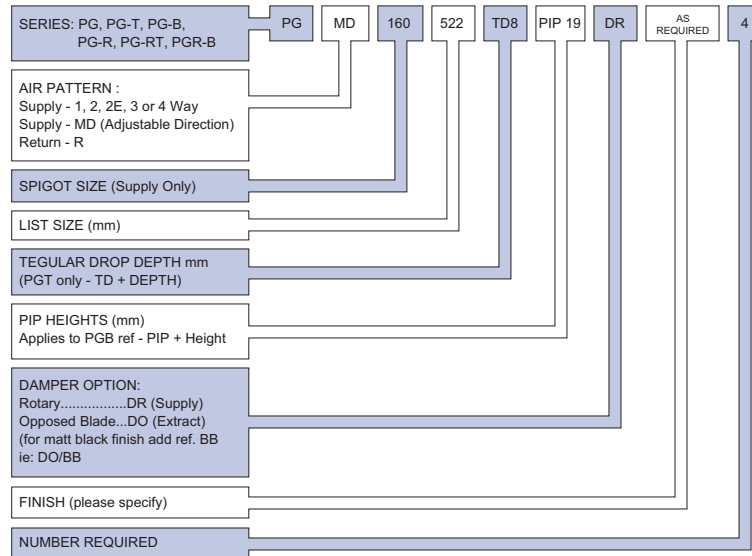 SERIES: PG, PG-T, PG-B,
PG-R, PG-RT, PGR-B
PG
MD
160
522
TD8
PIP 19
DR
AS
REQUIRED
4
AIR PATTERN :
Supply - 1, 2, 2E, 3 or 4 Way
Supply - MD (Adjustable Direction)
Return - R
SPIGOT SIZE (Supply Only)
LIST SIZE (mm)
TEGULAR DROP DEPTH mm
(PGT only - TD + DEPTH)
PIP HEIGHTS (mm)
Applies to PGB ref - PIP + Height
DAMPER OPTION:
Rotary.................DR (Supply)
Opposed Blade...DO (Extract)
(for matt black finish add ref. BB
ie: DO/BB
FINISH (please specify)
NUMBER REQUIRED